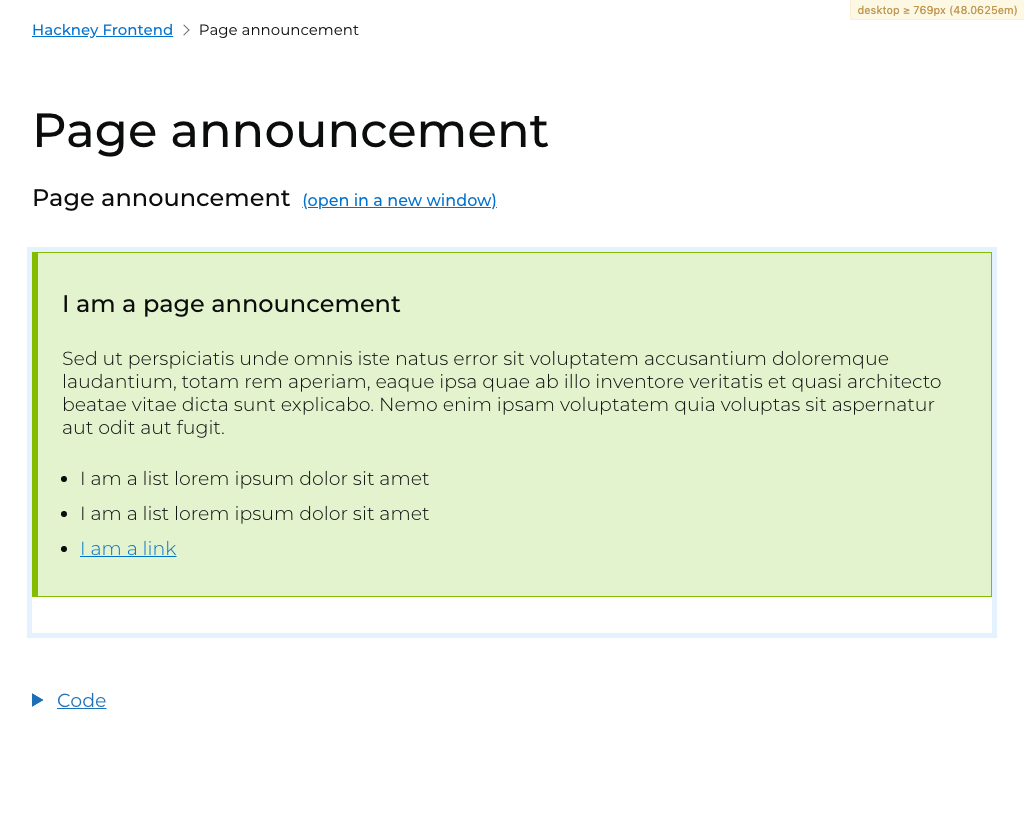 desktop ≥ 769px (48.0625em)
Hackney Frontend > Page announcement
Page announcement
Page announcement (open in a new window)
I am a page announcement
Sed ut perspiciatis unde omnis iste natus error sit voluptatem accusantium doloremque
laudantium, totam rem aperiam, eaque ipsa quae ab illo inventore veritatis et quasi architecto
beatae vitae dicta sunt explicabo. Nemo enim ipsam voluptatem quia voluptas sit aspernatur
aut odit aut fugit.
• I am a list lorem ipsum dolor sit amet
• I am a list lorem ipsum dolor sit amet
• I am a link
Code